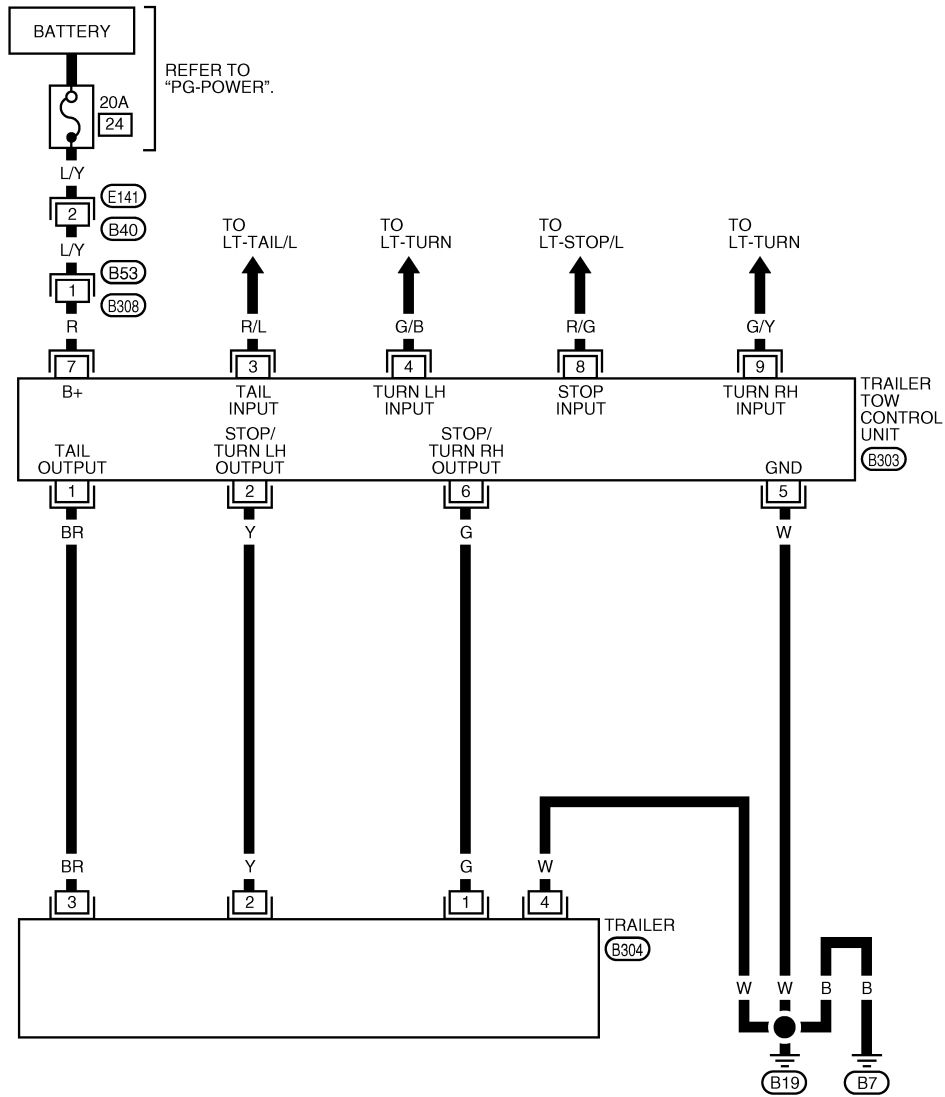 BATTERY
REFER TO
“PG-POWER”.
20A
24
L/Y
E141
2
B40
L/Y
B53
1
B308
R
TO
LT-TAIL/L
TO
LT-TURN
TO
LT-STOP/L
TO
LT-TURN
R/L
G/B
R/G
G/Y
7
3
4
8
9
B+
TAIL
INPUT
TURN LH
INPUT
STOP
INPUT
TURN RH
INPUT
TRAILER
TOW
CONTROL
UNIT
B303
TAIL
OUTPUT
STOP/
TURN LH
OUTPUT
STOP/
TURN RH
OUTPUT
GND
1
2
6
5
BR
Y
G
W
BR
Y
G
W
3
2
1
4
TRAILER
B304
W
W
B
B
B19
B7